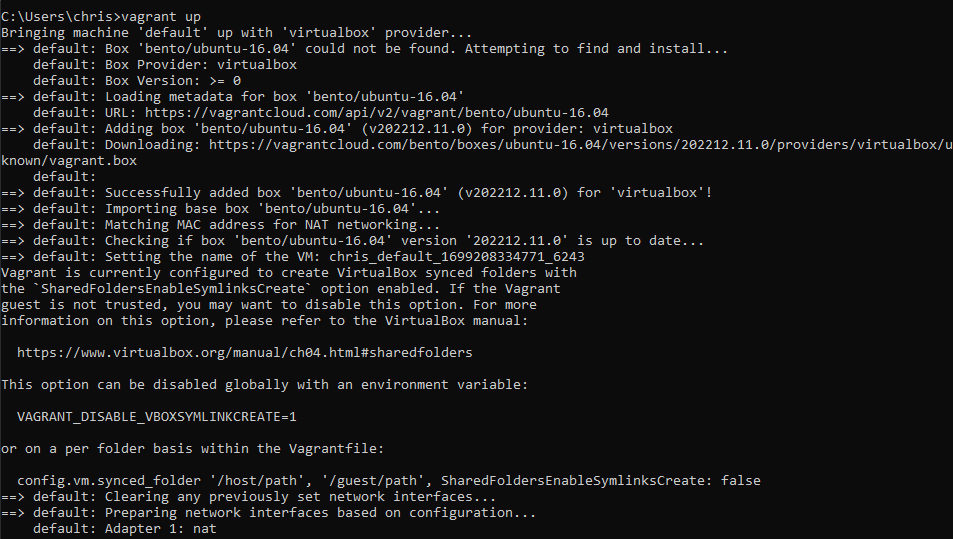 C:\Users\chris>vagrant up
Bringing machine 'default' up with 'virtualbox' provider...
==> default: Box 'bento/ubuntu-16.04' could not be found. Attempting to find and install...
    default: Box Provider: virtualbox
    default: Box Version: >= 0
==> default: Loading metadata for box 'bento/ubuntu-16.04'
    default: URL: https://vagrantcloud.com/api/v2/vagrant/bento/ubuntu-16.04
==> default: Adding box 'bento/ubuntu-16.04' (v202212.11.0) for provider: virtualbox
    default: Downloading: https://vagrantcloud.com/bento/boxes/ubuntu-16.04/versions/202212.11.0/providers/virtualbox/u
known/vagrant.box
    default:
==> default: Successfully added box 'bento/ubuntu-16.04' (v202212.11.0) for 'virtualbox'!
==> default: Importing base box 'bento/ubuntu-16.04'...
==> default: Matching MAC address for NAT networking...
==> default: Checking if box 'bento/ubuntu-16.04' version '202212.11.0' is up to date...
==> default: Setting the name of the VM: chris_default_1699208334771_6243
Vagrant is currently configured to create VirtualBox synced folders with
the `SharedFoldersEnableSymlinksCreate` option enabled. If the Vagrant
guest is not trusted, you may want to disable this option. For more
information on this option, please refer to the VirtualBox manual:

  https://www.virtualbox.org/manual/ch04.html#sharedfolders

This option can be disabled globally with an environment variable:

  VAGRANT_DISABLE_VBOXSYMLINKCREATE=1

or on a per folder basis within the Vagrantfile:

  config.vm.synced_folder '/host/path', '/guest/path', SharedFoldersEnableSymlinksCreate: false
==> default: Clearing any previously set network interfaces...
==> default: Preparing network interfaces based on configuration...
    default: Adapter 1: nat